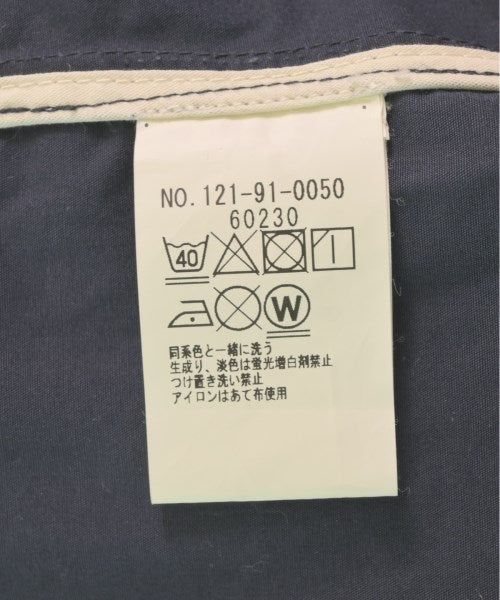 NO. 121-91-0050
60230
40
W
同系色と一緒に洗う
生成り、淡色は蛍光増白剤禁止
つけ置き洗い禁止
アイロンはあて布使用